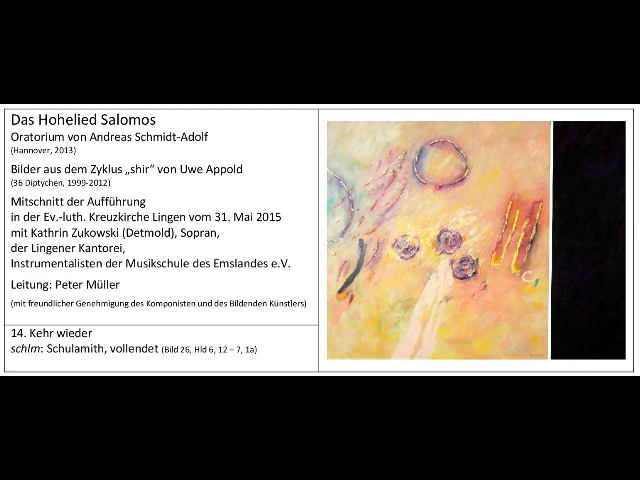 Das Hohelied Salomos
Oratorium von Andreas Schmidt-Adolf
(Hannover, 2013)
Bilder aus dem Zyklus „shir“ von Uwe Appold
(36 Diptychen, 1999-2012)
Mitschnitt der Aufführung
in der Ev.-luth. Kreuzkirche Lingen vom 31. Mai 2015
mit Kathrin Zukowski (Detmold), Sopran,
der Lingener Kantorei,
Instrumentalisten der Musikschule des Emslandes e.V.
Leitung: Peter Müller
(mit freundlicher Genehmigung des Komponisten und des Bildenden Künstlers)
14. Kehr wieder
schlm: Schulamith, vollendet (Bild 26, Hld 6, 12 – 7, 1a)